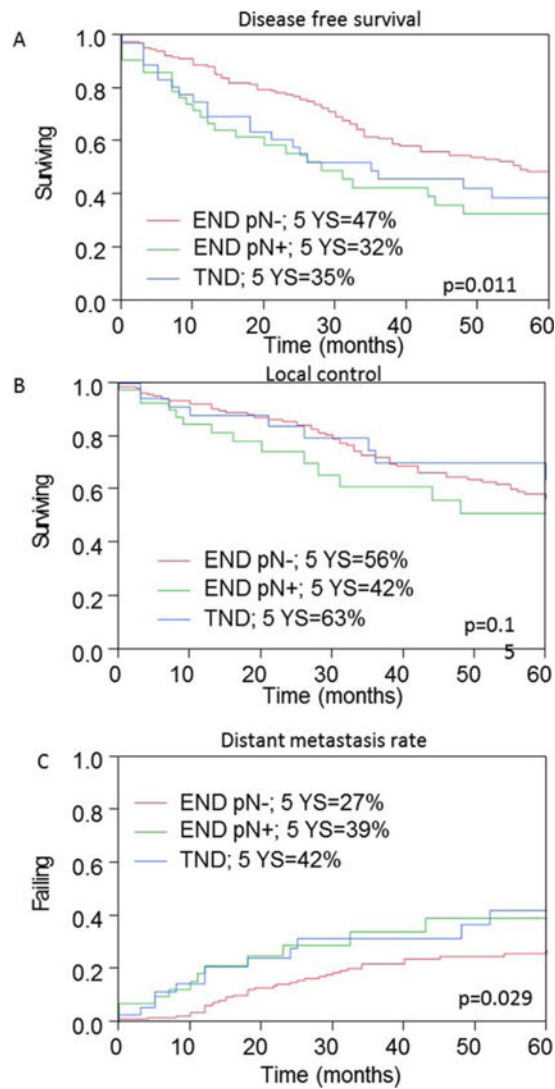 Disease free survival
A
1.0
0.8
0.6
0.4
0.2
0.0
Surviving
END pN-; 5 YS=47%
END pN+; 5 YS=32%
TND; 5 YS=35%
p=0.011
0 10 20 30 40 50 60
Time (months)
Local control
B
1.0
0.8
0.6
0.4
0.2
0.0
Surviving
END pN-; 5 YS=56%
END pN+; 5 YS=42%
TND; 5 YS=63%
p=0.1
5
0 10 20 30 40 50 60
Time (months)
Distant metastasis rate
C
1.0
0.8
0.6
0.4
0.2
0.0
Failing
END pN-; 5 YS=27%
END pN+; 5 YS=39%
TND; 5 YS=42%
p=0.029
0 10 20 30 40 50 60
Time (months)